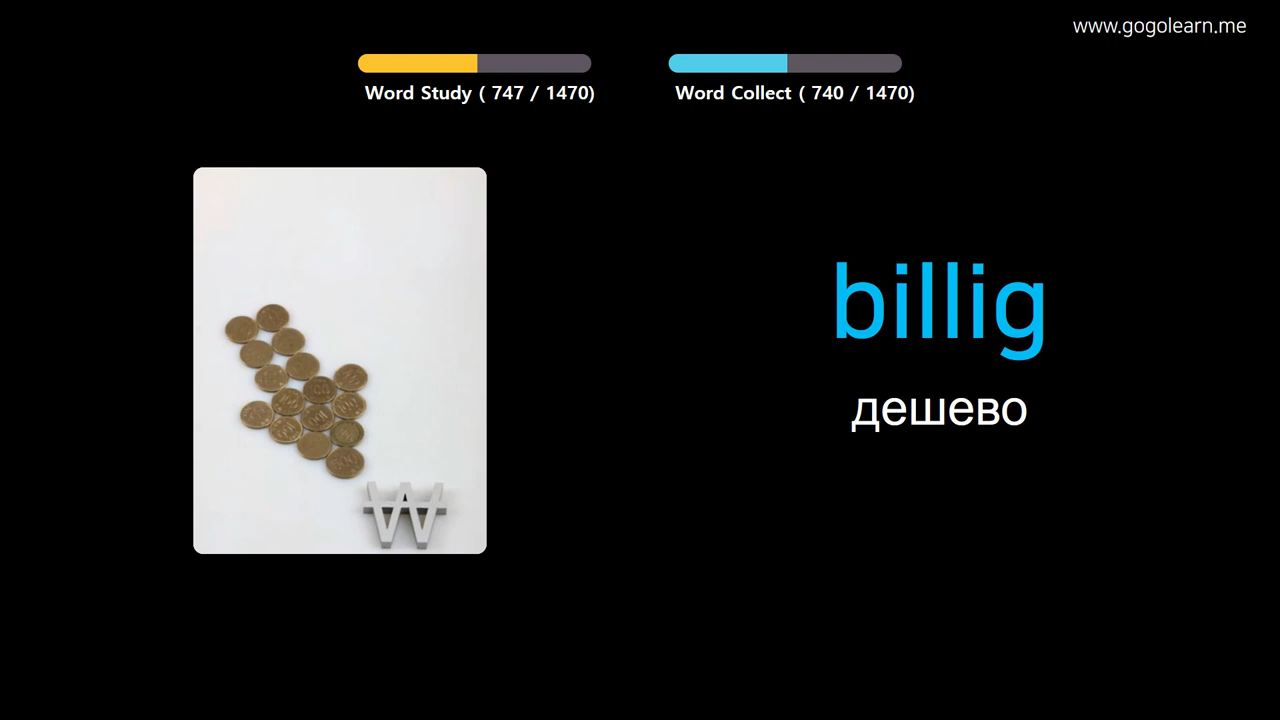 www.gogolearn.me
Word Study ( 747 / 1470)
Word Collect ( 740 / 1470)
billig
дешево
₩